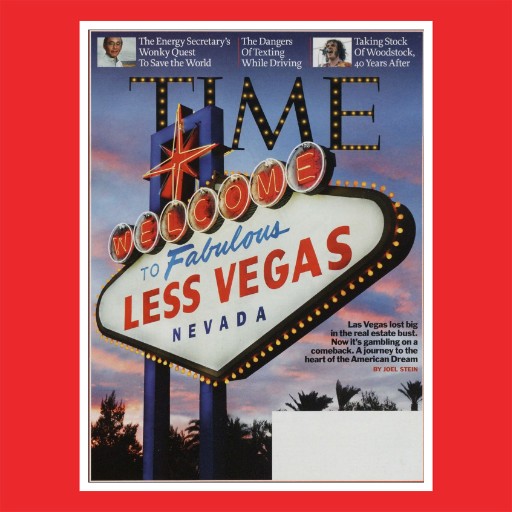 The Energy Secretary's
Wonky Quest
To Save the World
The Dangers
Of Texting
While Driving
Taking Stock
Of Woodstock,
40 Years After
TIME
WELCOME
TO Fabulous
LESS VEGAS
NEVADA
Las Vegas lost big
in the real estate bust.
Now it's gambling on a
comeback. A journey to the
heart of the American Dream
BY JOEL STEIN